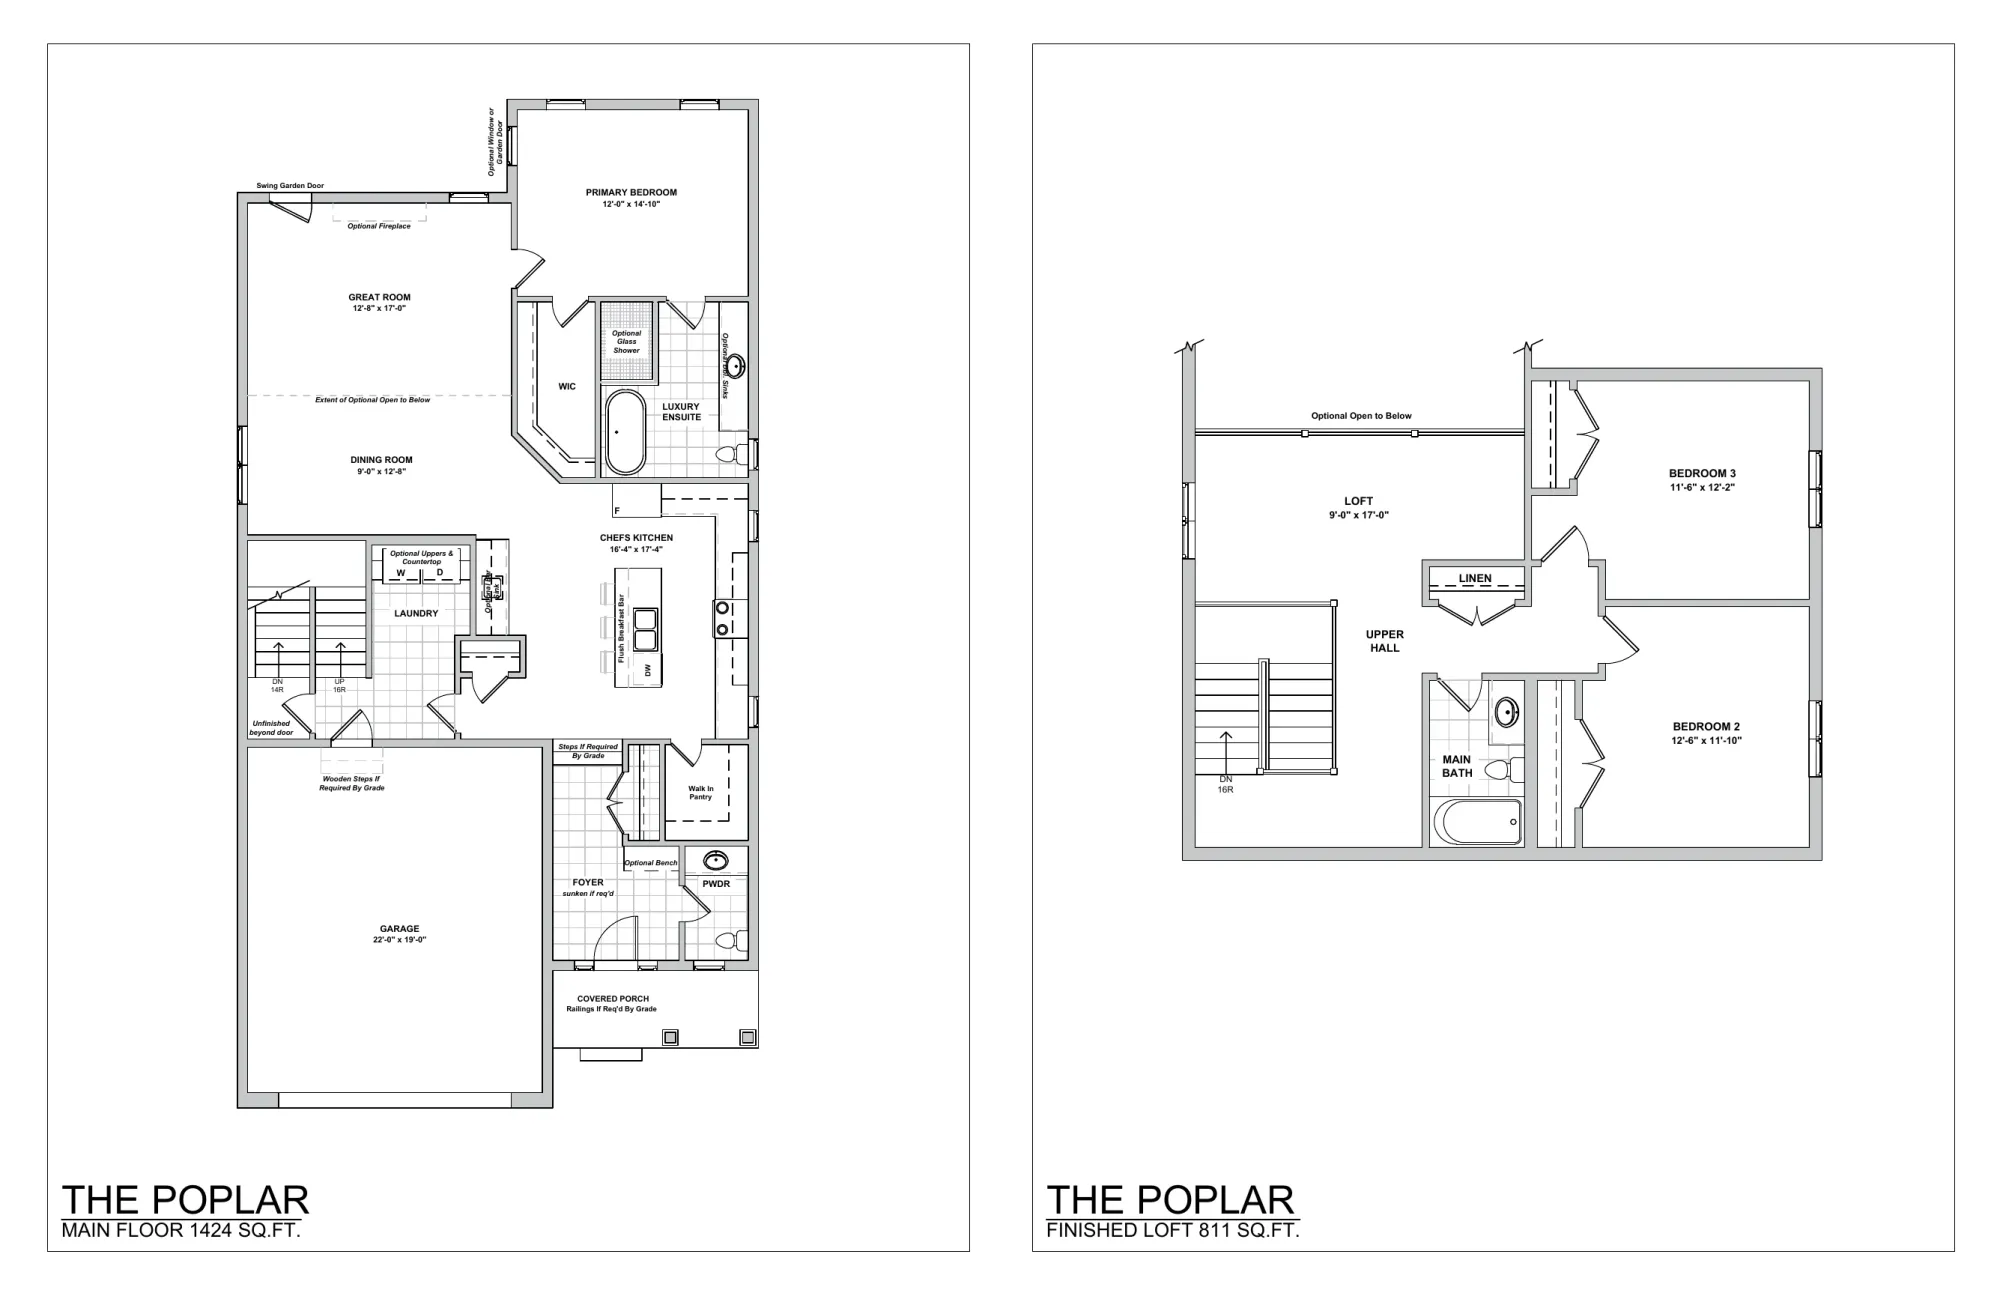 Optional Window or
Garden Door
Swing Garden Door
PRIMARY BEDROOM
12'-0" x 14'-10"
Optional Fireplace
GREAT ROOM
12'-8" x 17'-0"
Optional
Glass
Shower
Optional Dbl. Sinks
WIC
Extent of Optional Open to Below
LUXURY
ENSUITE
DINING ROOM
9'-0" x 12'-8"
F
CHEFS KITCHEN
16'-4" x 17'-4"
Optional Uppers &
Countertop
W
D
Optional Bar
Sink
LAUNDRY
Flush Breakfast Bar
DW
DN
14R
UP
16R
Unfinished
beyond door
Steps If Required
By Grade
Wooden Steps If
Required By Grade
Walk In
Pantry
Optional Bench
FOYER
sunken if req'd
PWDR
GARAGE
22'-0" x 19'-0"
COVERED PORCH
Railings If Req'd By Grade
THE POPLAR
MAIN FLOOR 1424 SQ.FT.
Optional Open to Below
BEDROOM 3
11'-6" x 12'-2"
LOFT
9'-0" x 17'-0"
LINEN
UPPER
HALL
BEDROOM 2
12'-6" x 11'-10"
MAIN
BATH
DN
16R
THE POPLAR
FINISHED LOFT 811 SQ.FT.